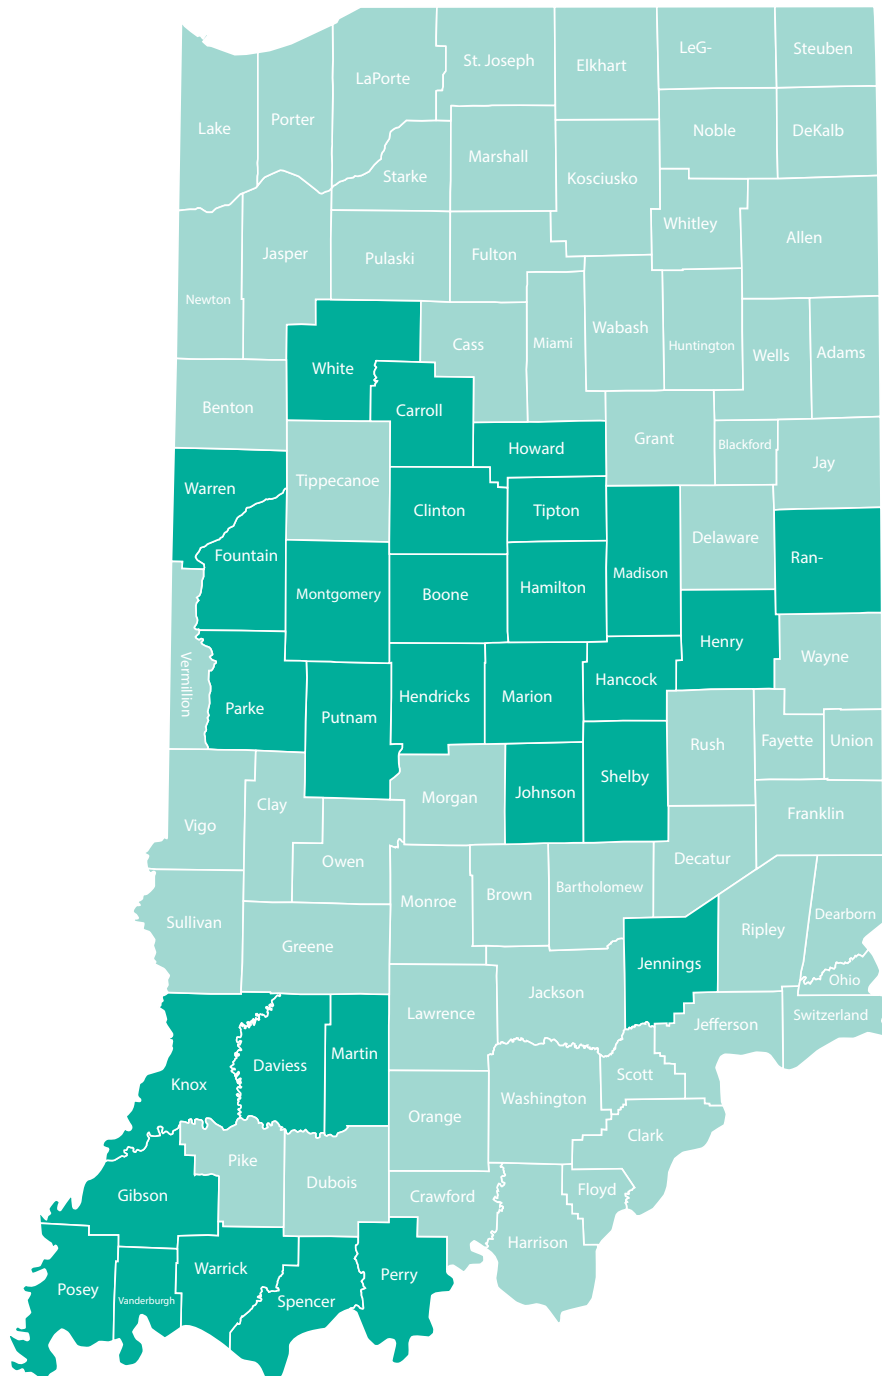 LeG-
Steuben
St. Joseph
Elkhart
LaPorte
Porter
Lake
Noble
DeKalb
Marshall
Starke
Kosciusko
Whitley
Allen
Jasper
Pulaski
Fulton
Newton
Wabash
Miami
Huntington
Cass
Wells
Adams
White
Benton
Carroll
Grant
Blackford
Howard
Jay
Tippecanoe
Warren
Clinton
Tipton
Delaware
Fountain
Ran-
Madison
Hamilton
Montgomery
Boone
Henry
Wayne
Vermillion
Hancock
Hendricks
Marion
Parke
Putnam
Rush
Fayette
Union
Shelby
Johnson
Morgan
Clay
Vigo
Franklin
Owen
Decatur
Bartholomew
Brown
Monroe
Dearborn
Sullivan
Ripley
Greene
Jennings
Ohio
Jackson
Lawrence
Switzerland
Jefferson
Martin
Daviess
Scott
Knox
Washington
Orange
Clark
Pike
Dubois
Floyd
Gibson
Crawford
Harrison
Warrick
Perry
Posey
Vanderburgh
Spencer